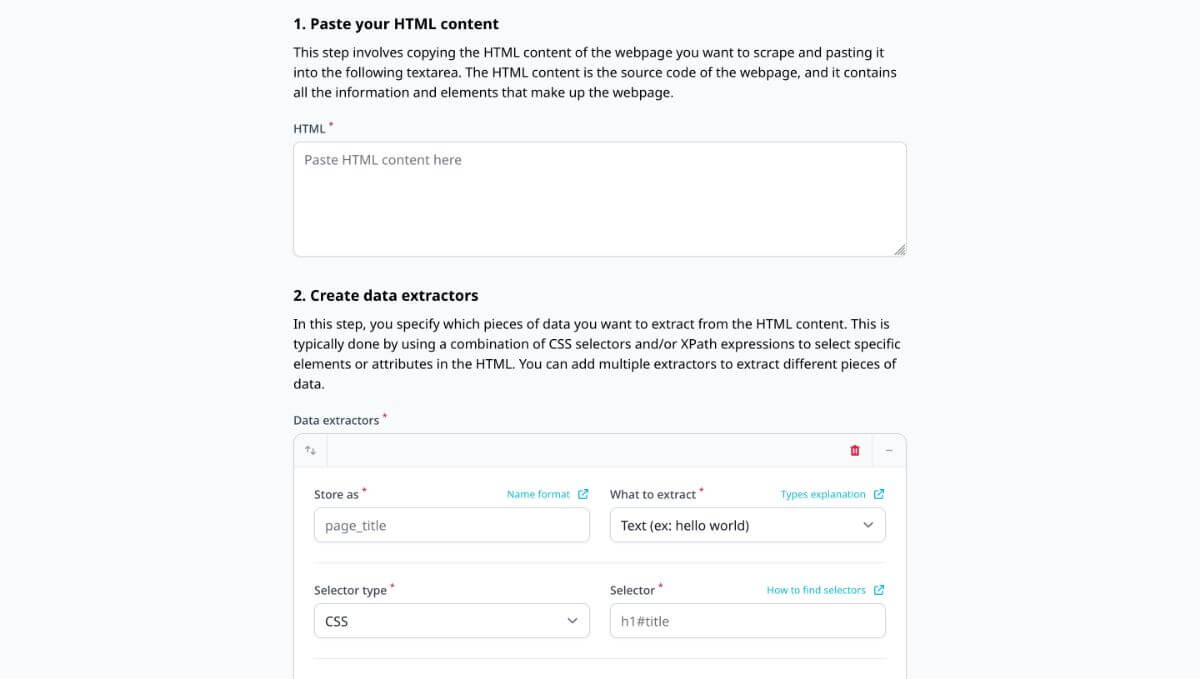 1. Paste your HTML content
This step involves copying the HTML content of the webpage you want to scrape and pasting it
into the following textarea. The HTML content is the source code of the webpage, and it contains
all the information and elements that make up the webpage.
HTML *
Paste HTML content here
2. Create data extractors
In this step, you specify which pieces of data you want to extract from the HTML content. This is
typically done by using a combination of CSS selectors and/or XPath expressions to select specific
elements or attributes in the HTML. You can add multiple extractors to extract different pieces of
data.
Data extractors *
Store as * Name format What to extract * Types explanation
page_title Text (ex: hello world)
Selector type * Selector * How to find selectors
CSS h1#title